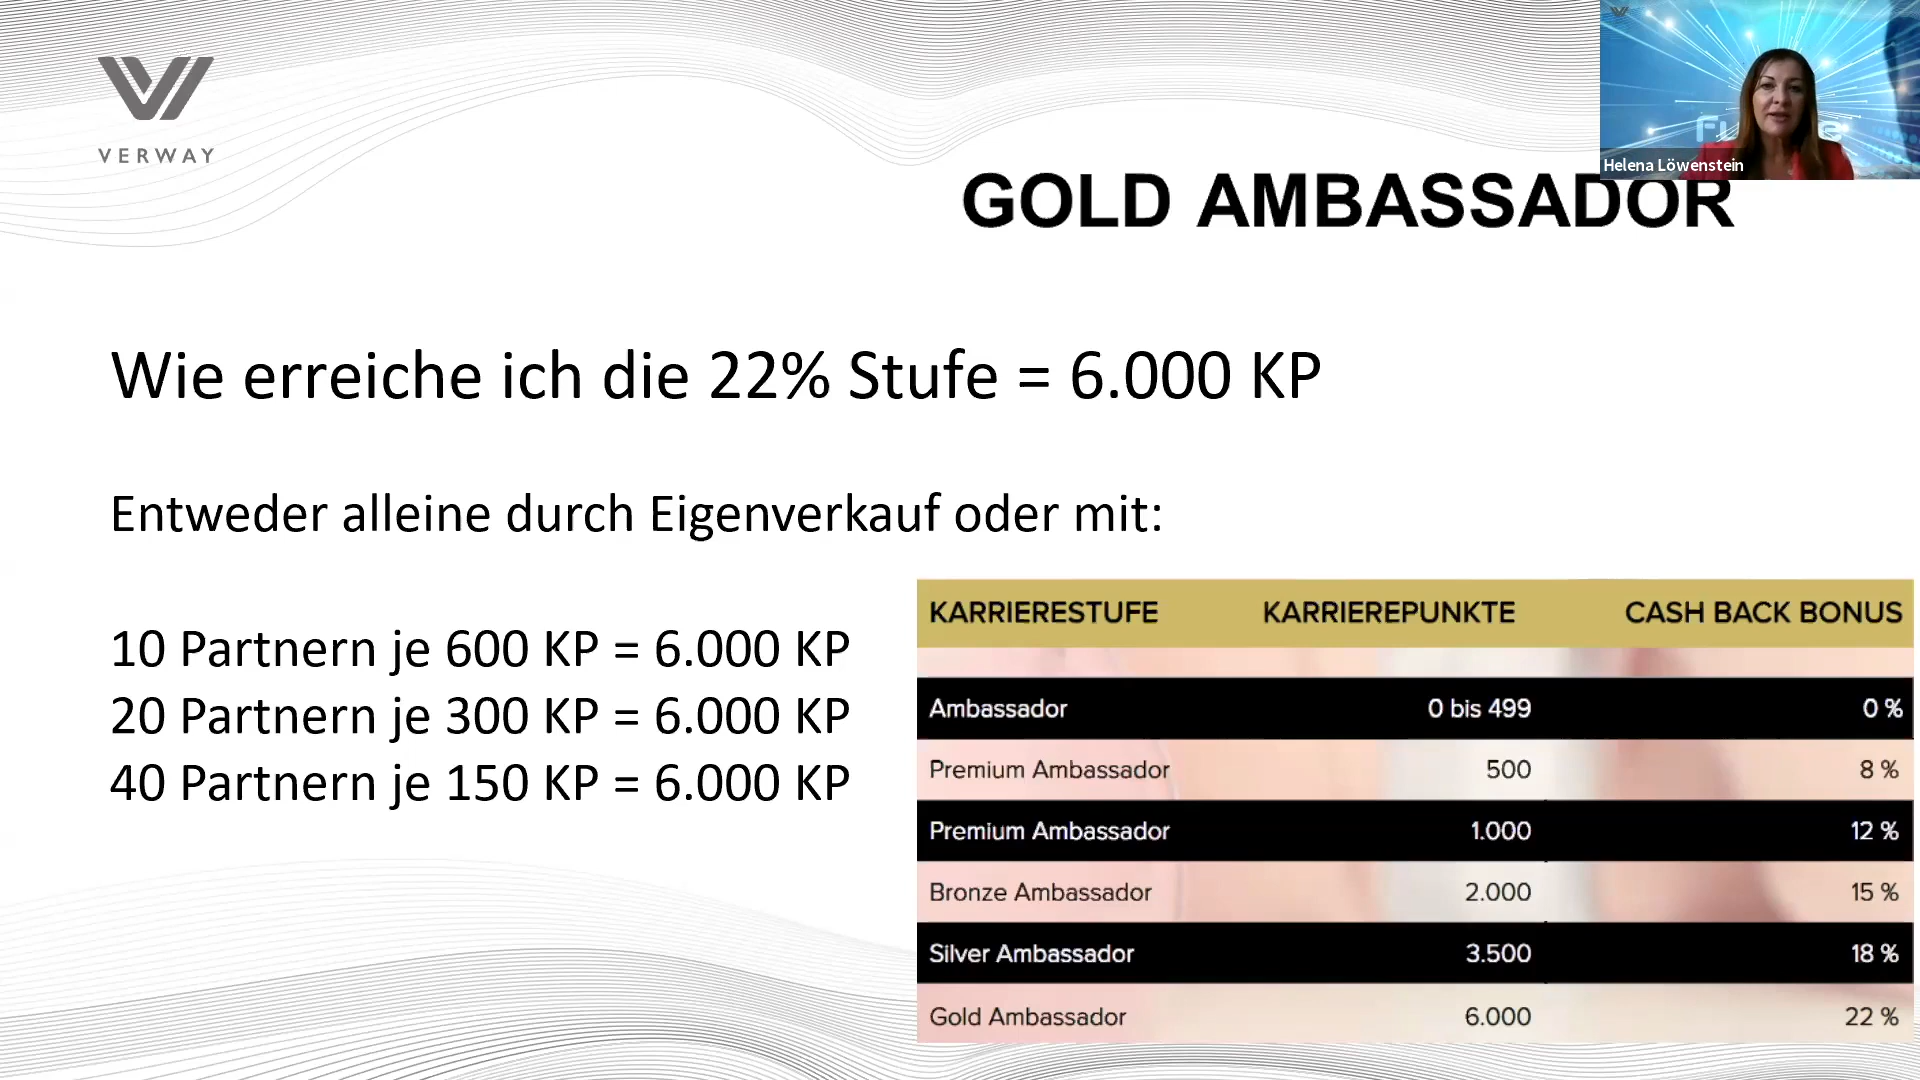 VERWAY
Helena Löwenstein
GOLD AMBASSADOR
Wie erreiche ich die 22% Stufe = 6.000 KP
Entweder alleine durch Eigenverkauf oder mit:
10 Partnern je 600 KP = 6.000 KP
20 Partnern je 300 KP = 6.000 KP
40 Partnern je 150 KP = 6.000 KP
KARRIERESTUFE KARRIEREPUNKTE CASH BACK BONUS
Ambassador 0 bis 499 0 %
Premium Ambassador 500 8 %
Premium Ambassador 1.000 12 %
Bronze Ambassador 2.000 15 %
Silver Ambassador 3.500 18 %
Gold Ambassador 6.000 22 %